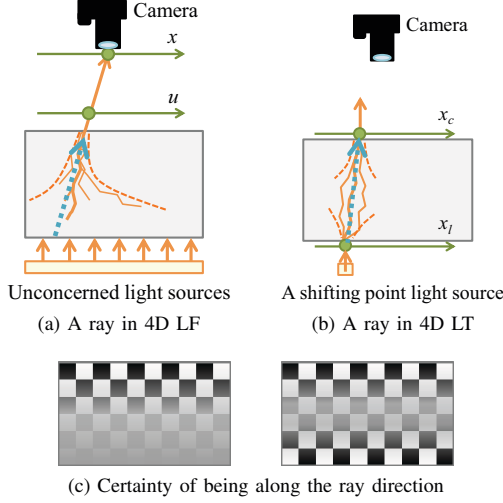 Camera
x
u
Unconcerned light sources
(a) A ray in 4D LF
Camera
x_c
x_l
A shifting point light source
(b) A ray in 4D LT
(c) Certainty of being along the ray direction